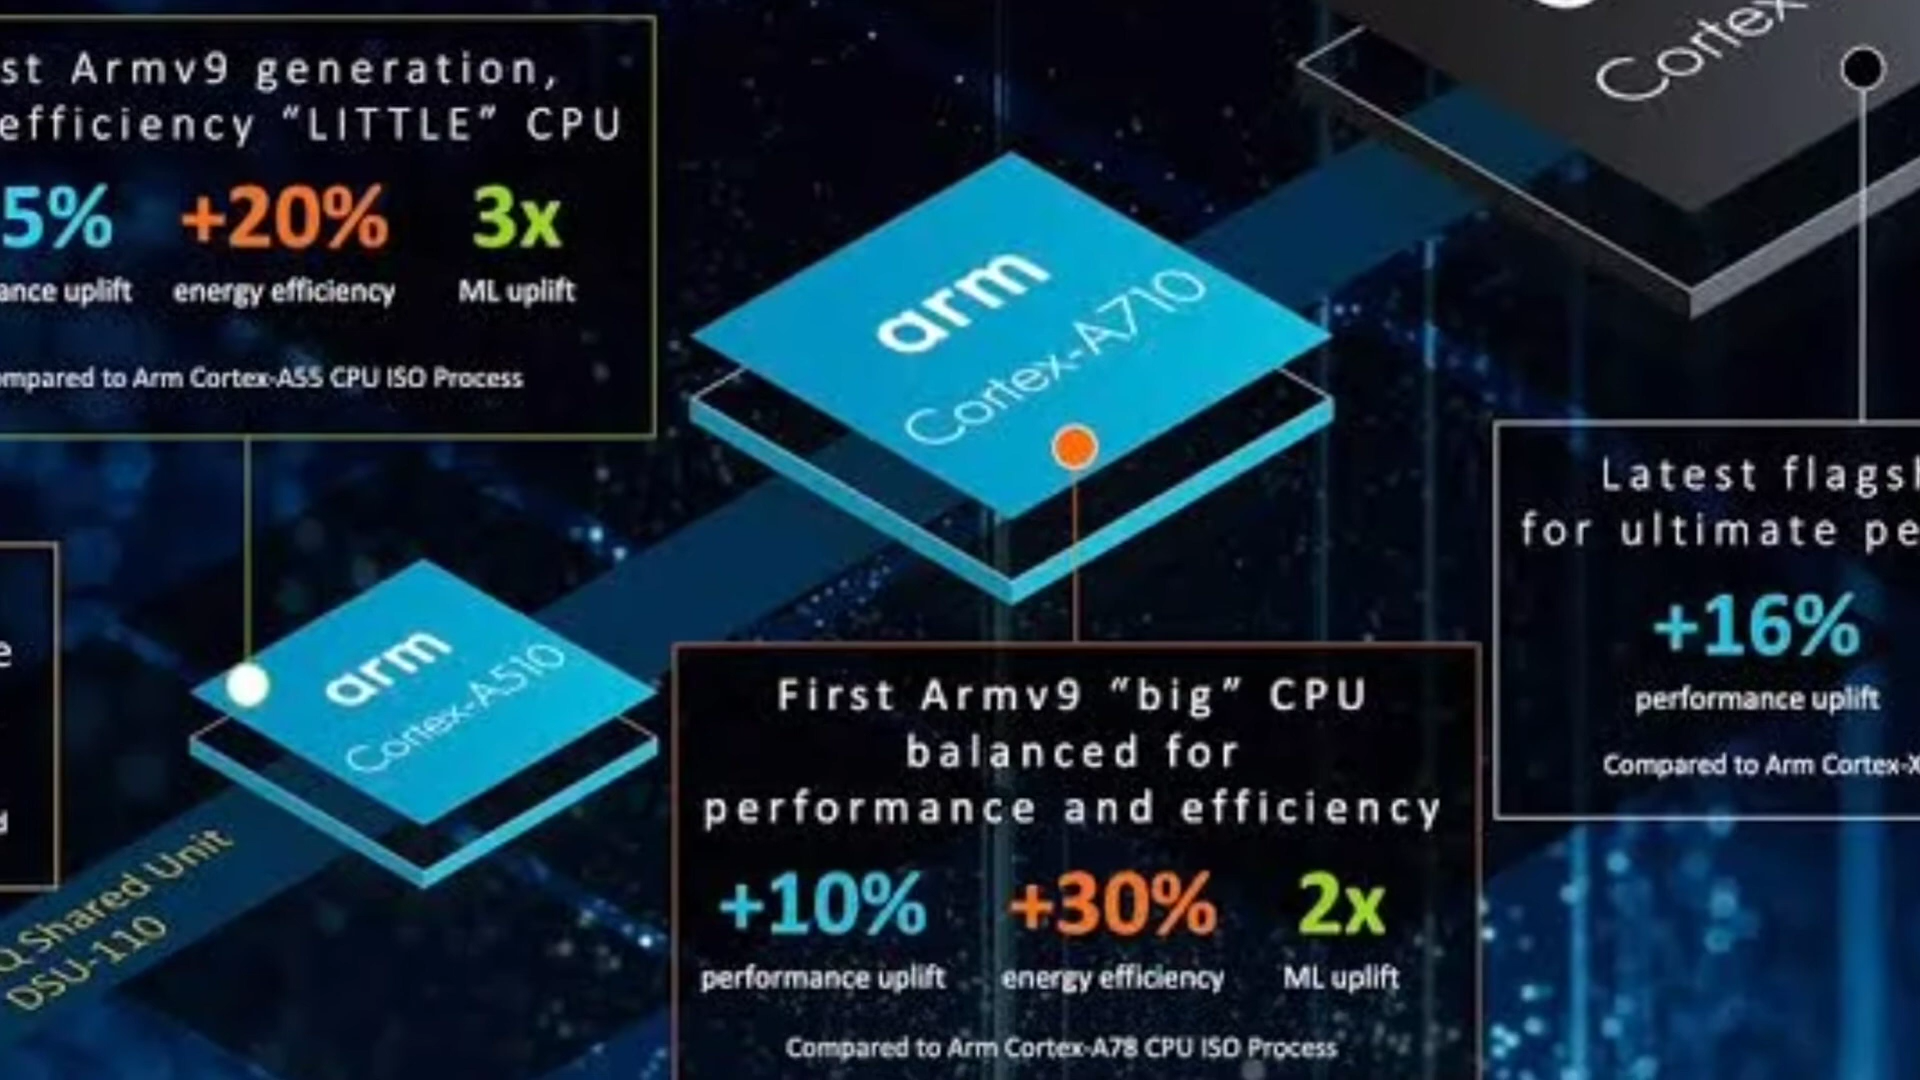 st Armv9 generation,
efficiency “LITTLE” CPU
5% +20% 3x
ance uplift energy efficiency ML uplift
mpared to Arm Cortex-A55 CPU ISO Process
arm
Cortex-A710
Cortex-
arm
Cortex-A510
Q Shared Unit
DSU-110
First Armv9 “big” CPU
balanced for
performance and efficiency
+10% +30% 2x
performance uplift energy efficiency ML uplift
Compared to Arm Cortex-A78 CPU ISO Process
Latest flagsh
for ultimate pe
+16%
performance uplift
Compared to Arm Cortex-X